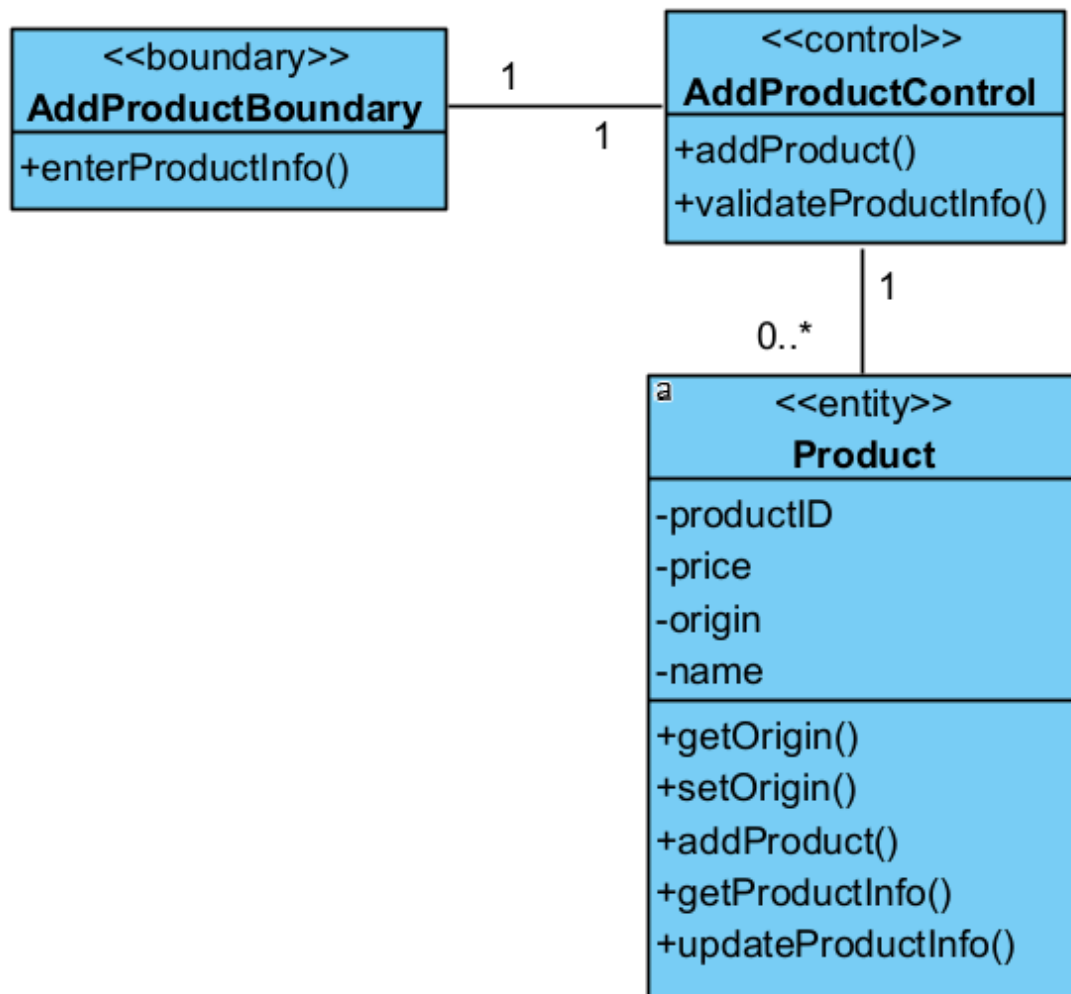 <<boundary>>
AddProductBoundary
+enterProductInfo()
1
1
<<control>>
AddProductControl
+addProduct()
+validateProductInfo()
1
0..*
a
<<entity>>
Product
-productID
-price
-origin
-name
+getOrigin()
+setOrigin()
+addProduct()
+getProductInfo()
+updateProductInfo()